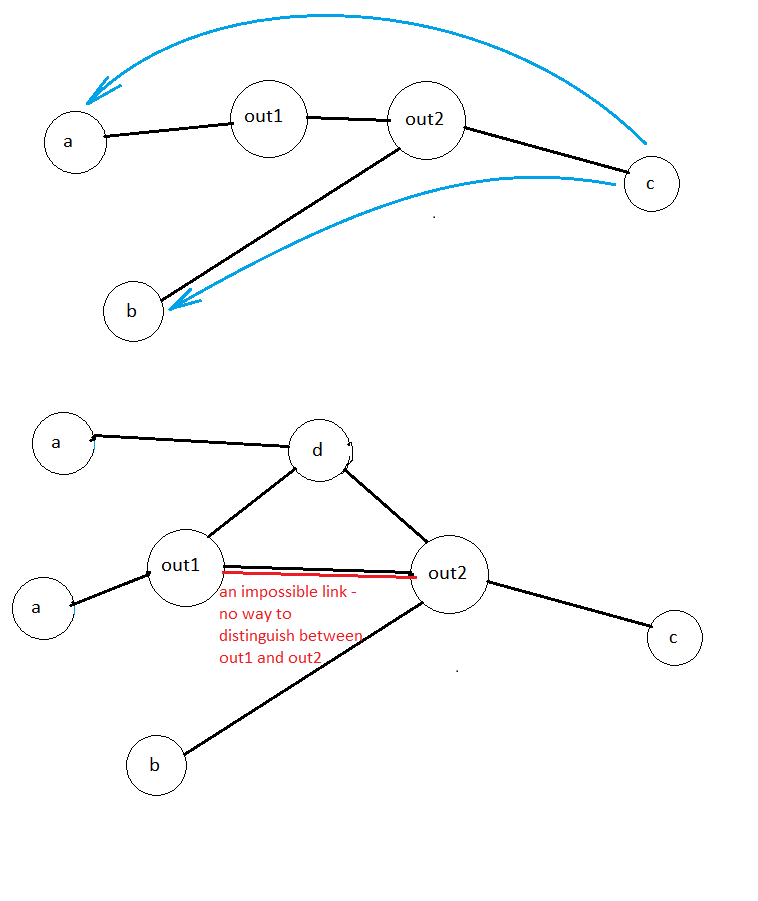 out1
out2
a
c
b
a
d
out1
out2
an impossible link -
no way to
distinguish between
out1 and out2
a
c
b